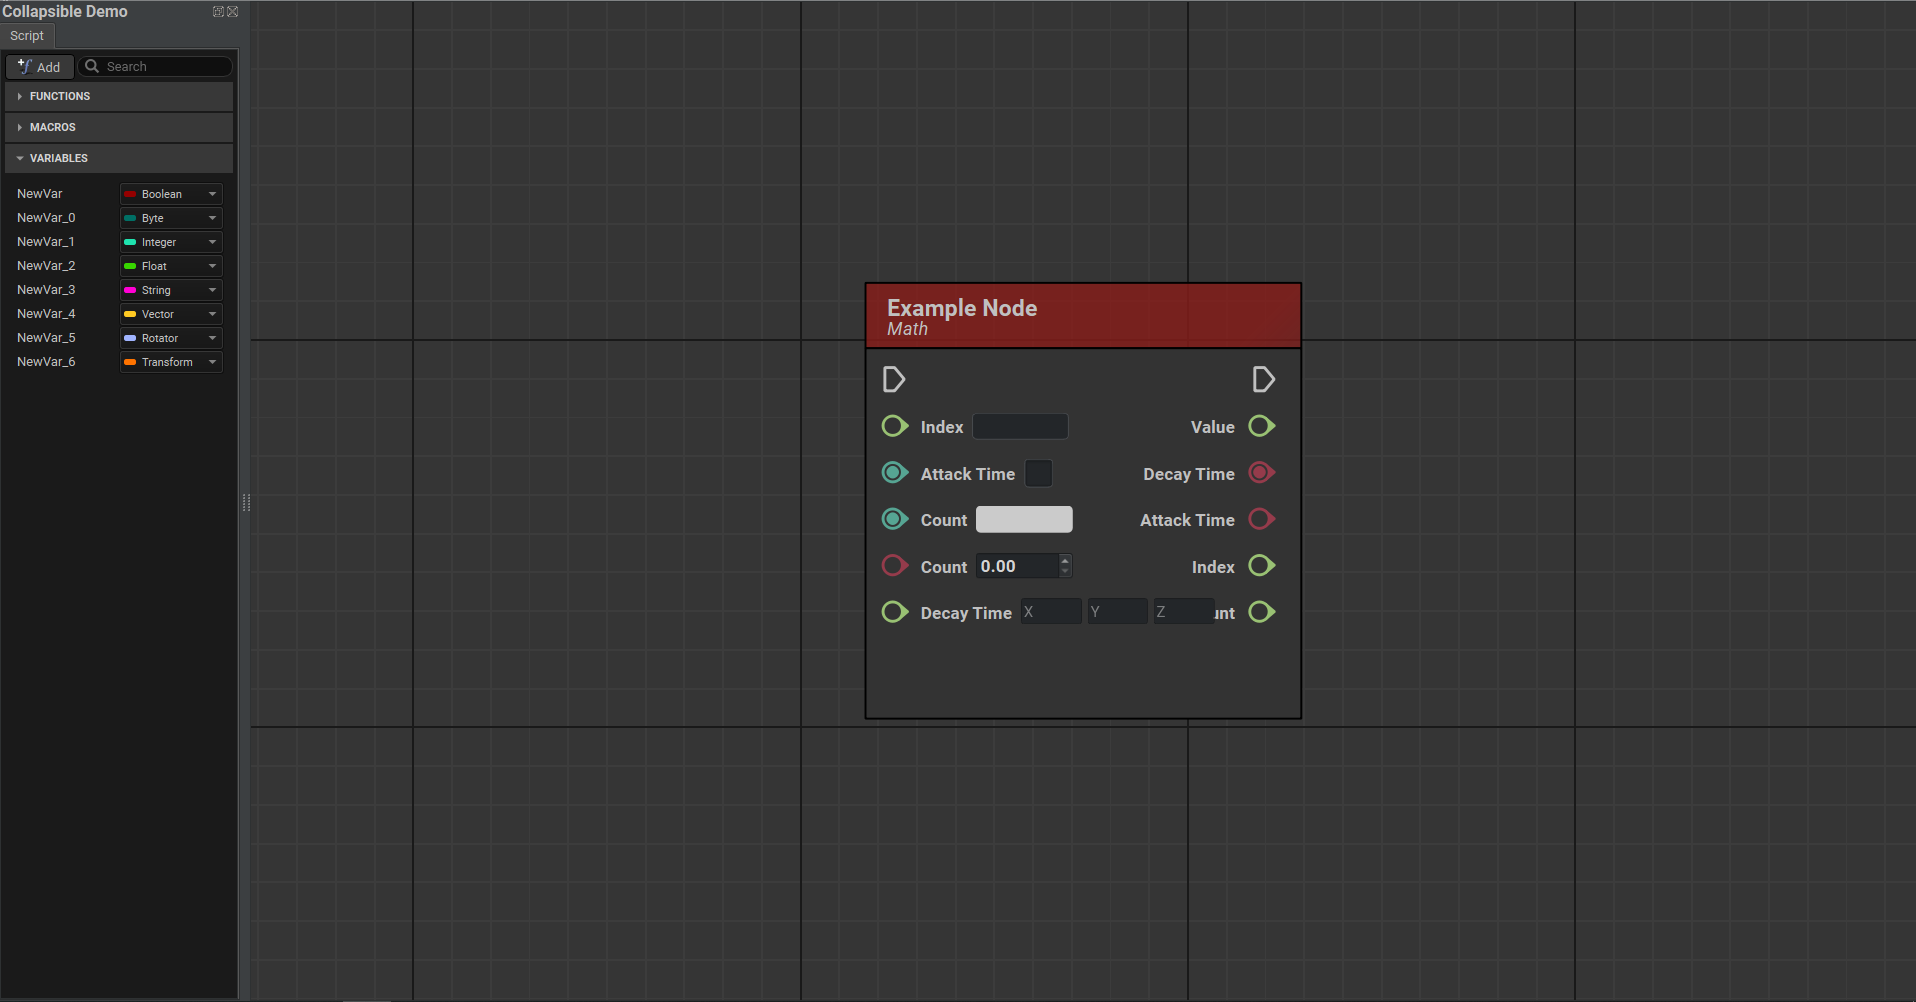 Collapsible Demo
Script
Add
Search
FUNCTIONS
MACROS
VARIABLES
NewVar Boolean
NewVar_0 Byte
NewVar_1 Integer
NewVar_2 Float
NewVar_3 String
NewVar_4 Vector
NewVar_5 Rotator
NewVar_6 Transform
Example Node
Math
Index Value
Attack Time Decay Time
Count Attack Time
Count 0.00 Index
Decay Time X Y Z